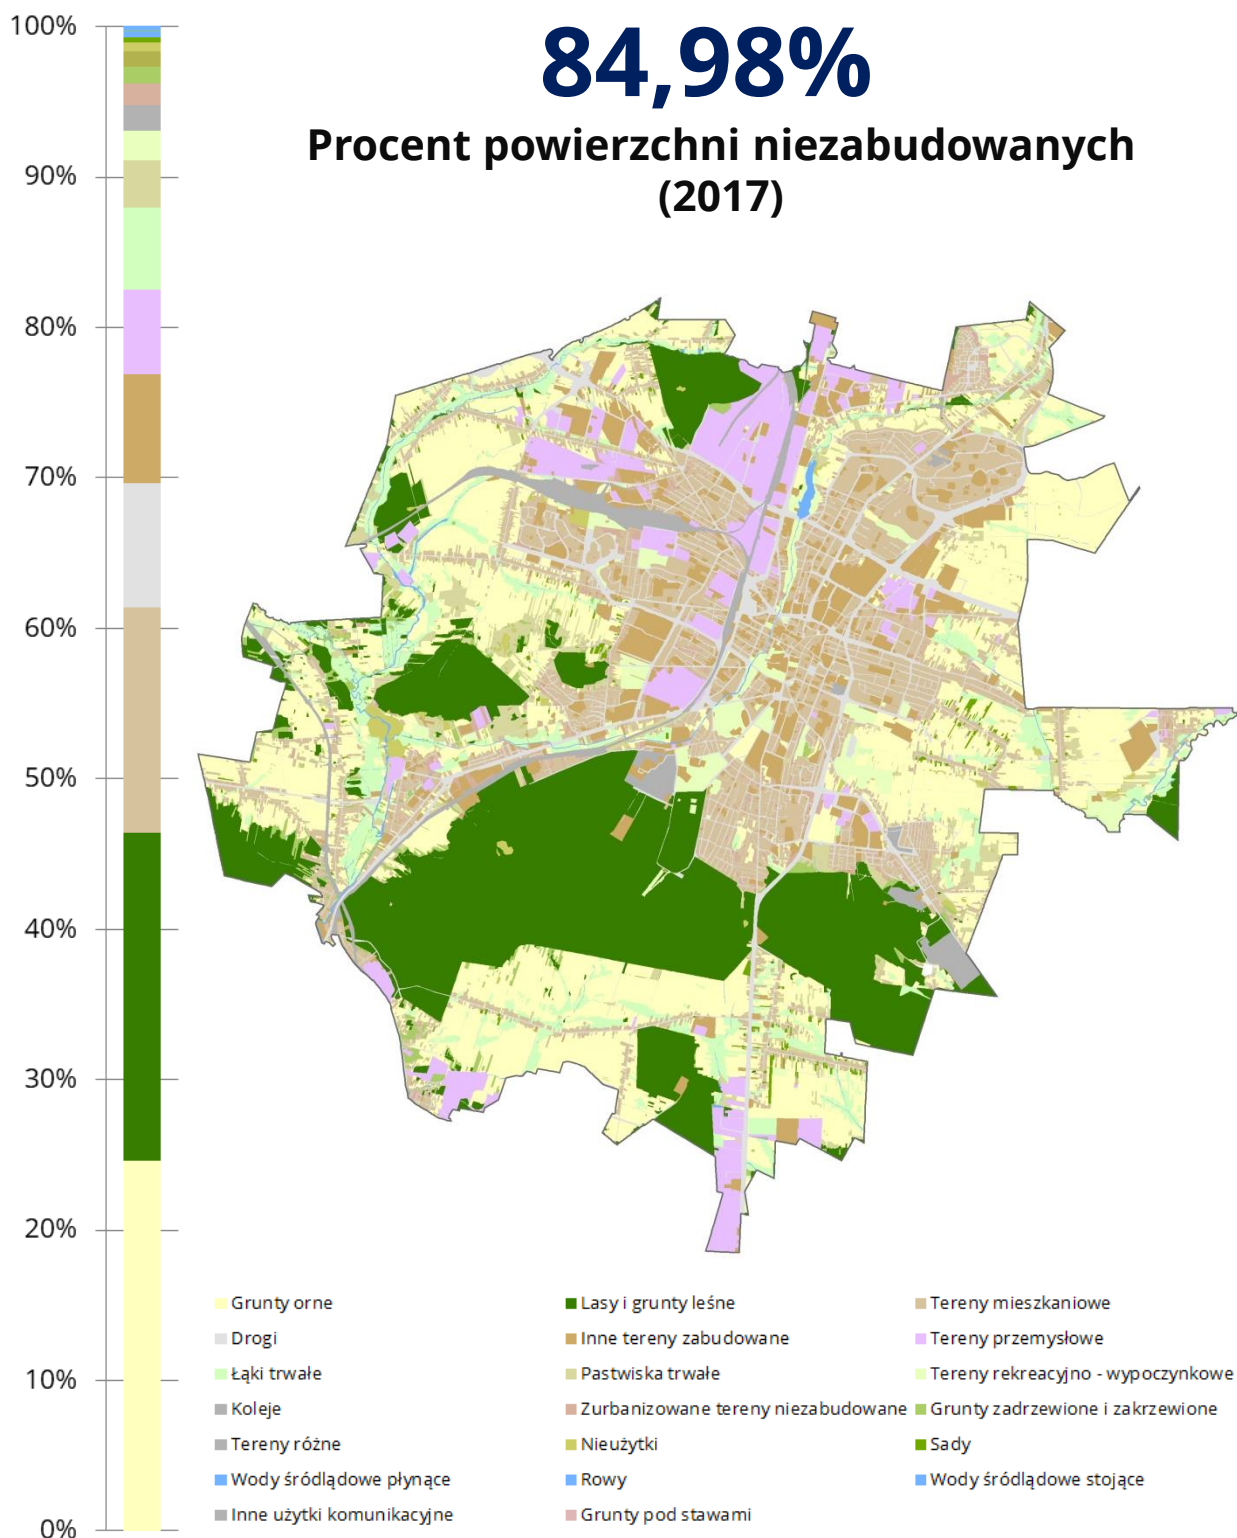 84,98%
Procent powierzchni niezabudowanych
(2017)
100%
90%
80%
70%
60%
50%
40%
30%
20%
10%
0%
Grunty orne
Lasy i grunty leśne
Tereny mieszkaniowe
Drogi
Inne tereny zabudowane
Tereny przemysłowe
Łąki trwałe
Pastwiska trwałe
Tereny rekreacyjno - wypoczynkowe
Koleje
Zurbanizowane tereny niezabudowane
Grunty zadrzewione i zakrzewione
Tereny różne
Nieużytki
Sady
Wody śródlądowe płynące
Rowy
Wody śródlądowe stojące
Inne użytki komunikacyjne
Grunty pod stawami